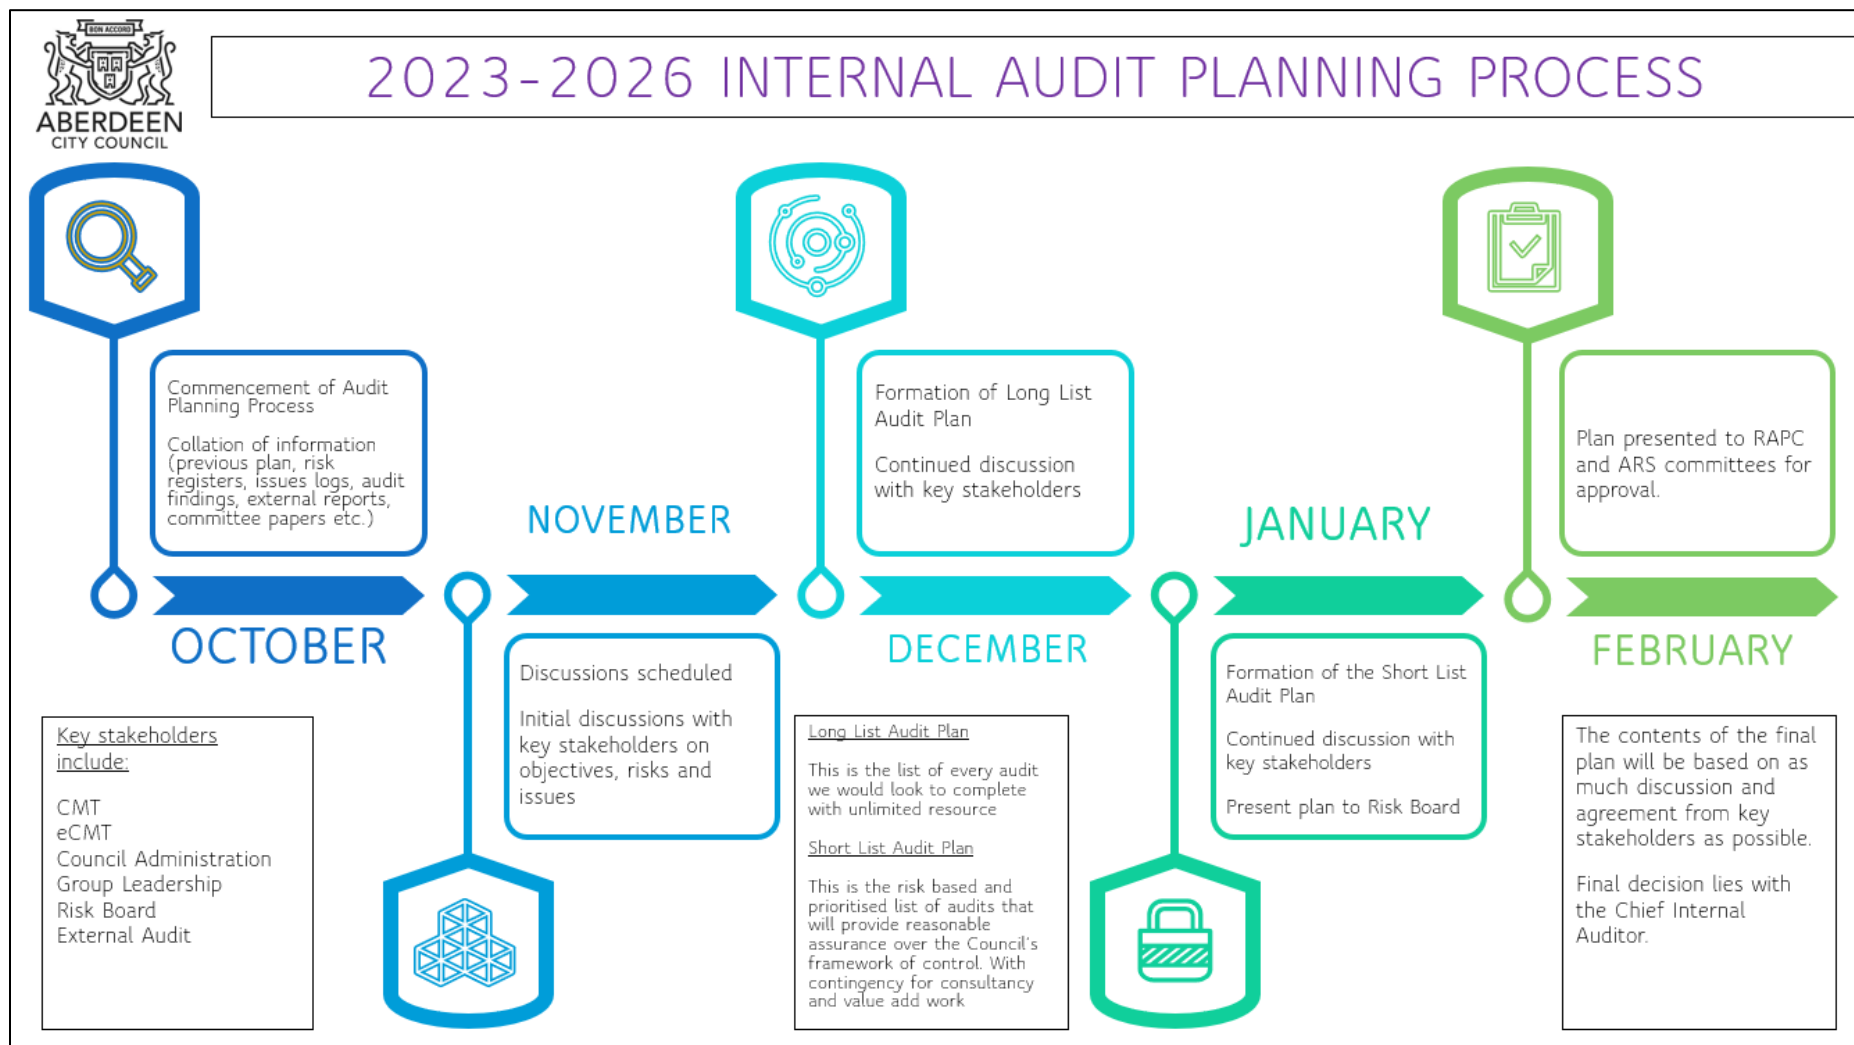 BON ACCORD
ABERDEEN
CITY COUNCIL
2023-2026 INTERNAL AUDIT PLANNING PROCESS
Commencement of Audit
Planning Process
Collation of information
(previous plan, risk
registers, issues logs, audit
findings, external reports,
committee papers etc.)
OCTOBER
Key stakeholders
include:
CMT
eCMT
Council Administration
Group Leadership
Risk Board
External Audit
NOVEMBER
Discussions scheduled
Initial discussions with
key stakeholders on
objectives, risks and
issues
Formation of Long List
Audit Plan
Continued discussion
with key stakeholders
DECEMBER
Long List Audit Plan
This is the list of every audit
we would look to complete
with unlimited resource
Short List Audit Plan
This is the risk based and
prioritised list of audits that
will provide reasonable
assurance over the Council's
framework of control. With
contingency for consultancy
and value add work
JANUARY
Formation of the Short List
Audit Plan
Continued discussion with
key stakeholders
Present plan to Risk Board
Plan presented to RAPC
and ARS committees for
approval.
FEBRUARY
The contents of the final
plan will be based on as
much discussion and
agreement from key
stakeholders as possible.
Final decision lies with
the Chief Internal
Auditor.